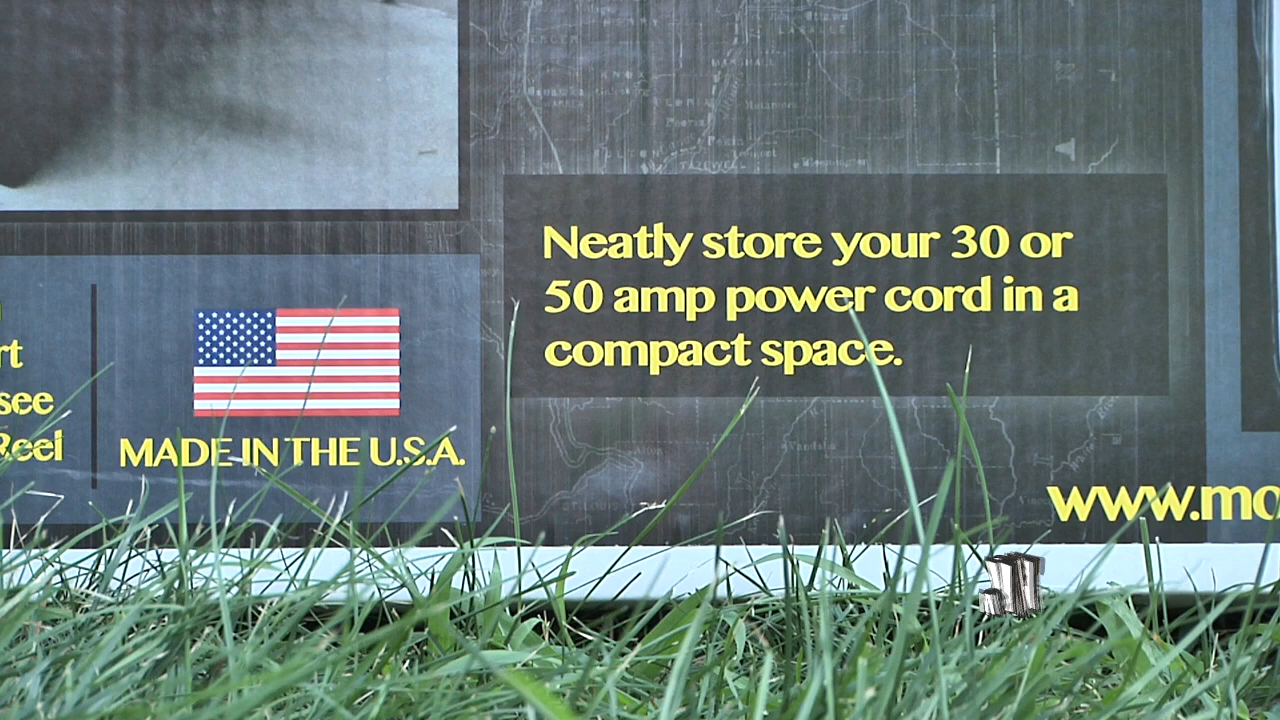 Neatly store your 30 or
50 amp power cord in a
compact space.
rt
see
Reel
MADE IN THE U.S.A.
www.mo
JT